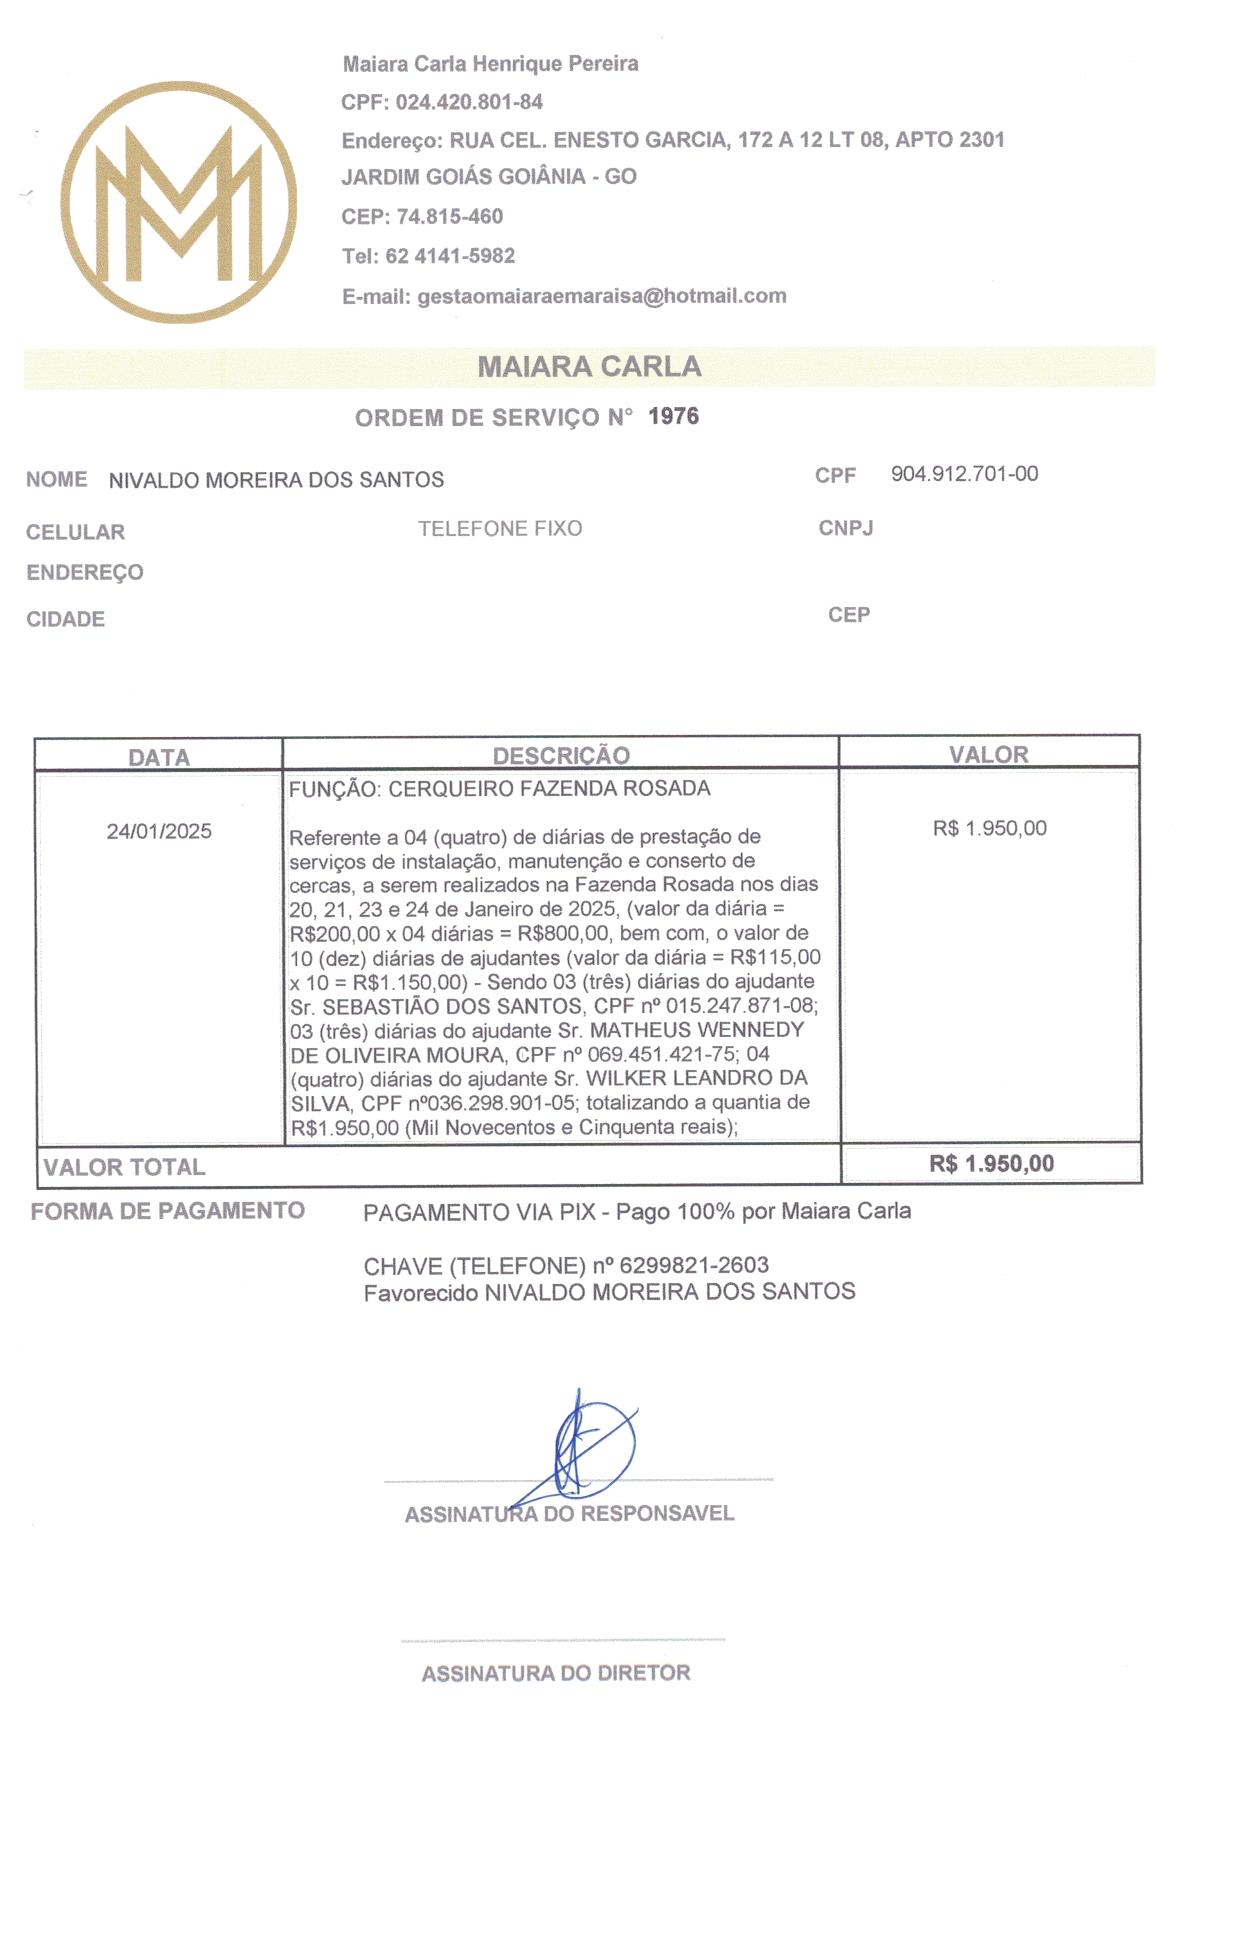 Maiara Carla Henrique Pereira
CPF: 024.420.801-84
Endereço: RUA CEL. ENESTO GARCIA, 172 A 12 LT 08, APTO 2301
JARDIM GOIÁS GOIÂNIA - GO
CEP: 74.815-460
Tel: 62 4141-5982
E-mail: gestaomaiaraemaraisa@hotmail.com
MAIARA CARLA
ORDEM DE SERVIÇO N° 1976
NOME NIVALDO MOREIRA DOS SANTOS CPF 904.912.701-00
CELULAR TELEFONE FIXO CNPJ
ENDEREÇO
CIDADE CEP
DATA DESCRIÇÃO VALOR
FUNÇÃO: CERQUEIRO FAZENDA ROSADA
24/01/2025 R$ 1.950,00
Referente a 04 (quatro) de diárias de prestação de
serviços de instalação, manutenção e conserto de
cercas, a serem realizados na Fazenda Rosada nos dias
20, 21, 23 e 24 de Janeiro de 2025, (valor da diária =
R$200,00 x 04 diárias = R$800,00, bem com, o valor de
10 (dez) diárias de ajudantes (valor da diária = R$115,00
x 10 = R$1.150,00) - Sendo 03 (três) diárias do ajudante
Sr. SEBASTIÃO DOS SANTOS, CPF nº 015.247.871-08;
03 (três) diárias do ajudante Sr. MATHEUS WENNEDY
DE OLIVEIRA MOURA, CPF nº 069.451.421-75; 04
(quatro) diárias do ajudante Sr. WILKER LEANDRO DA
SILVA, CPF nº036.298.901-05; totalizando a quantia de
R$1.950,00 (Mil Novecentos e Cinquenta reais);
VALOR TOTAL R$ 1.950,00
FORMA DE PAGAMENTO PAGAMENTO VIA PIX - Pago 100% por Maiara Carla
CHAVE (TELEFONE) nº 6299821-2603
Favorecido NIVALDO MOREIRA DOS SANTOS
ASSINATURA DO RESPONSAVEL
ASSINATURA DO DIRETOR